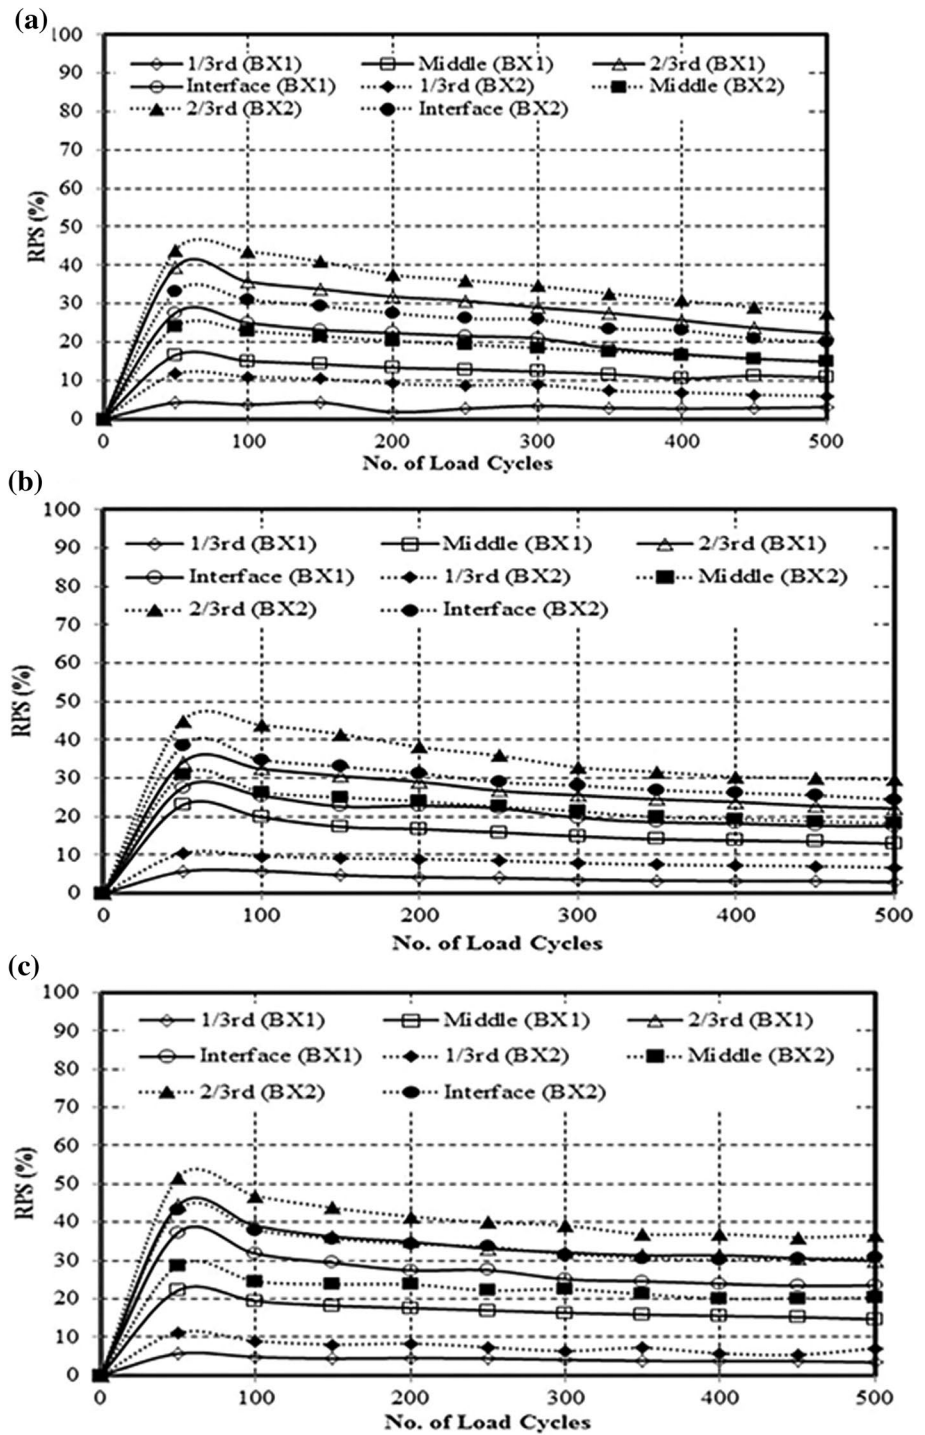 (a)
100
90
80
70
60
50
40
30
20
10
0
RPS (%)
1/3rd (BX1) Middle (BX1) 2/3rd (BX1)
Interface (BX1) 1/3rd (BX2) Middle (BX2)
2/3rd (BX2) Interface (BX2)
0 100 200 300 400 500
No. of Load Cycles
(b)
100
90
80
70
60
50
40
30
20
10
0
RPS (%)
1/3rd (BX1) Middle (BX1) 2/3rd (BX1)
Interface (BX1) 1/3rd (BX2) Middle (BX2)
2/3rd (BX2) Interface (BX2)
0 100 200 300 400 500
No. of Load Cycles
(c)
100
90
80
70
60
50
40
30
20
10
0
RPS (%)
1/3rd (BX1) Middle (BX1) 2/3rd (BX1)
Interface (BX1) 1/3rd (BX2) Middle (BX2)
2/3rd (BX2) Interface (BX2)
0 100 200 300 400 500
No. of Load Cycles